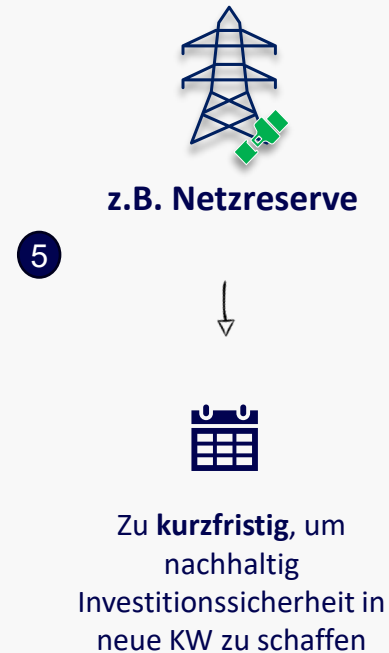 z.B. Netzreserve
5
Zu kurzfristig, um
nachhaltig
Investitionssicherheit in
neue KW zu schaffen